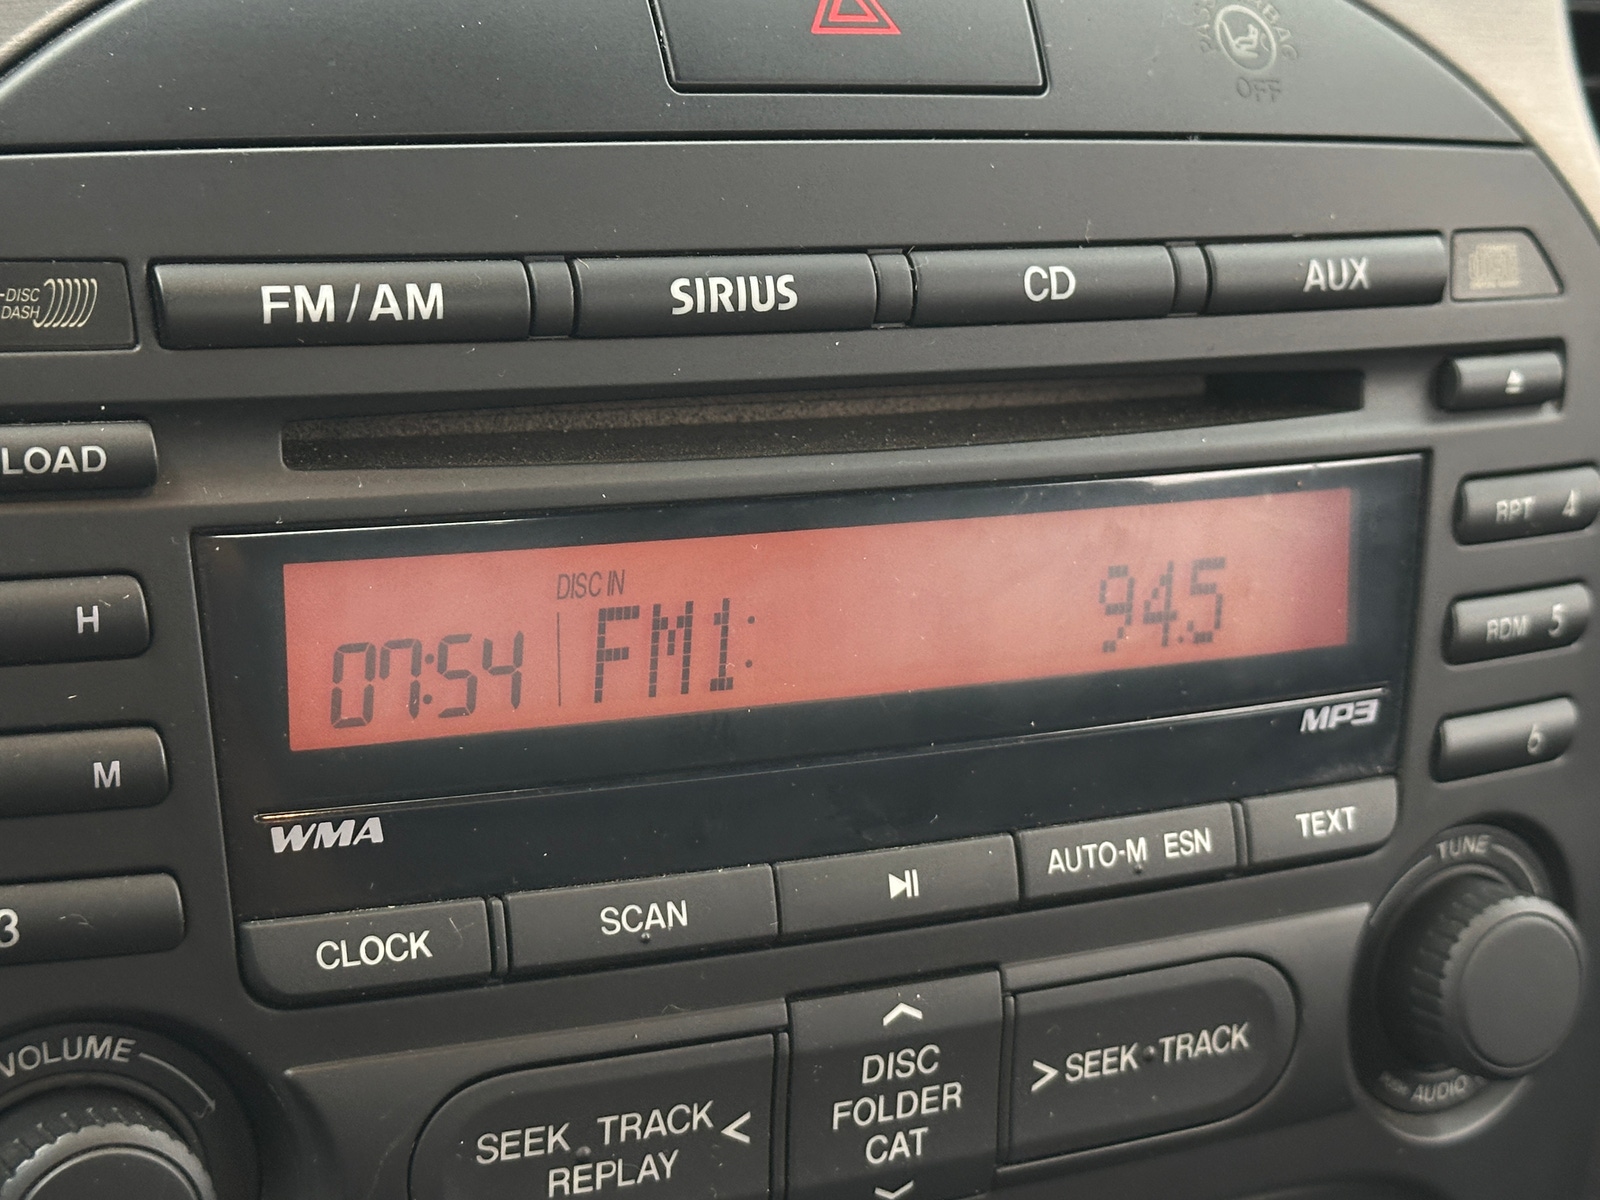 PASS AIRBAG
OFF
-DISC
DASH
FM/AM
SIRIUS
CD
AUX
LOAD
RPT 4
DISC IN
07:54 FM1: 94.5
H
RDM 5
MP3
6
M
WMA
CLOCK
SCAN
AUTO-M ESN
TEXT
TUNE
3
VOLUME
SEEK TRACK
REPLAY
DISC
FOLDER
CAT
SEEK TRACK
AUDIO